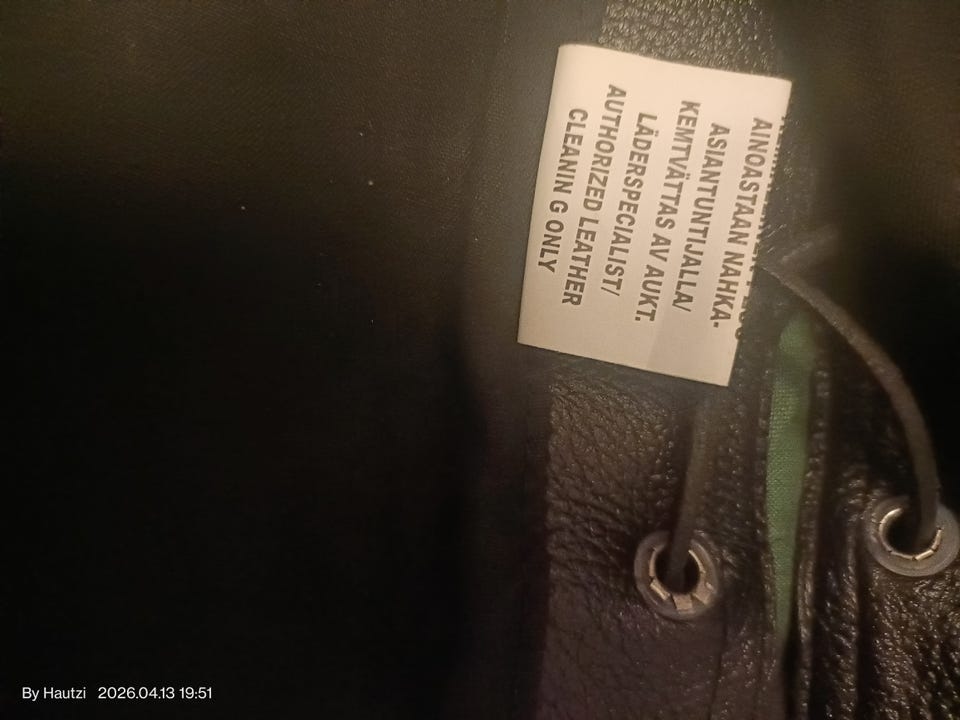 AINOASTAAN NAHKA-
ASIANTUNTIJALLA/
KEMTVÄTTAS AV AUKT.
LÄDERSPECIALIST/
AUTHORIZED LEATHER
CLEANIN G ONLY
By Hautzi 2026.04.13 19:51